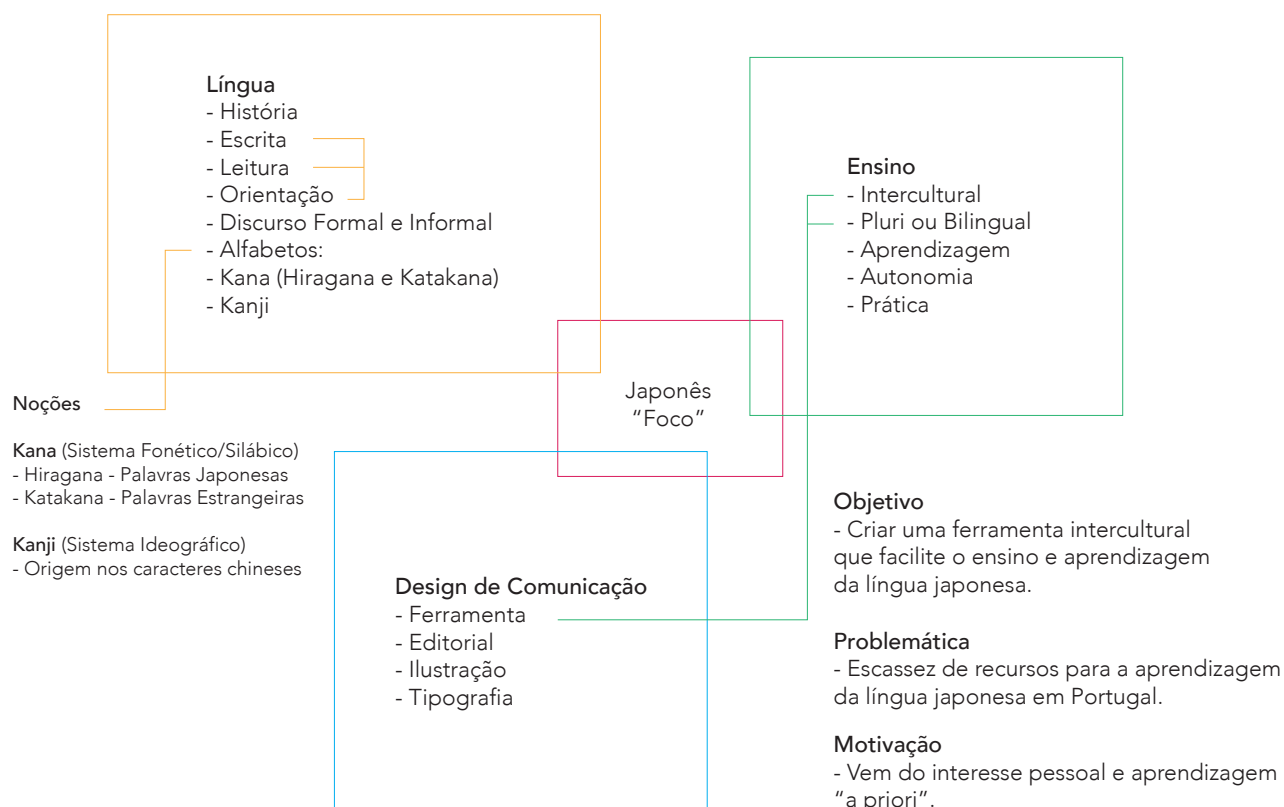 Língua
- História
- Escrita
- Leitura
- Orientação
- Discurso Formal e Informal
- Alfabetos:
- Kana (Hiragana e Katakana)
- Kanji
Ensino
- Intercultural
- Pluri ou Bilingual
- Aprendizagem
- Autonomia
- Prática
Japonês
“Foco”
Noções
Kana (Sistema Fonético/Silábico)
- Hiragana - Palavras Japonesas
- Katakana - Palavras Estrangeiras
Kanji (Sistema Ideográfico)
- Origem nos caracteres chineses
Design de Comunicação
- Ferramenta
- Editorial
- Ilustração
- Tipografia
Objetivo
- Criar uma ferramenta intercultural
que facilite o ensino e aprendizagem
da língua japonesa.
Problemática
- Escassez de recursos para a aprendizagem
da língua japonesa em Portugal.
Motivação
- Vem do interesse pessoal e aprendizagem
“a priori”.